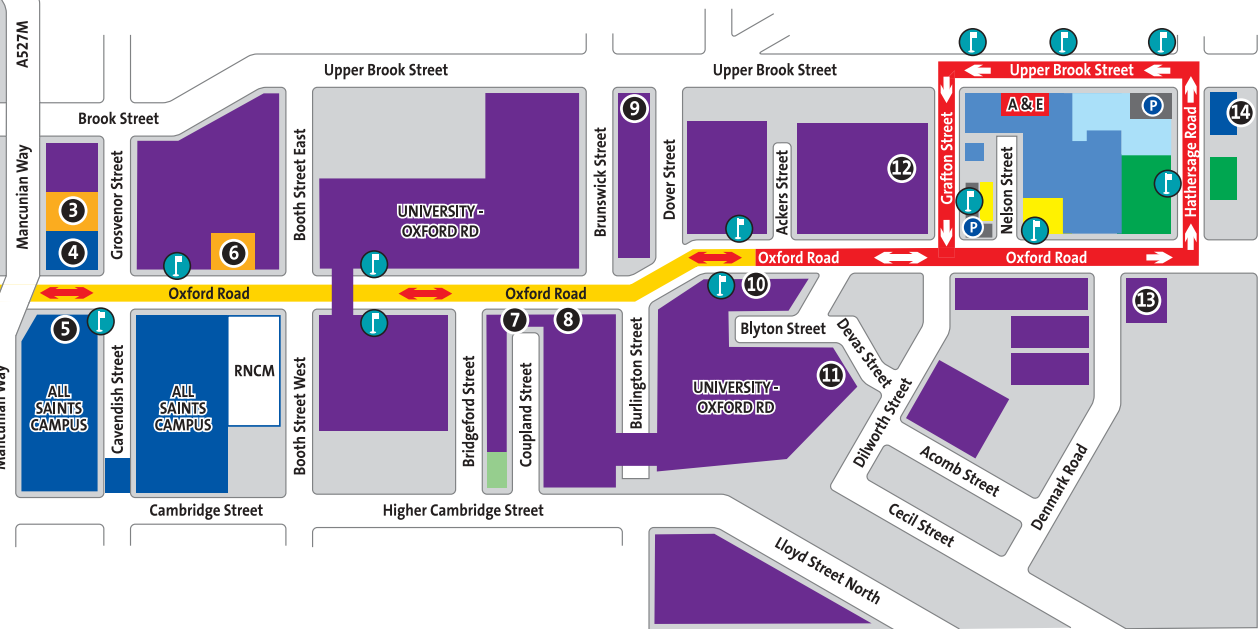 A527M
Upper Brook Street
Upper Brook Street
Upper Brook Street
Brook Street
A & E
P
9
14
Mancunian Way
Grosvenor Street
Booth Street East
Brunswick Street
Dover Street
Ackers Street
12
Grafton Street
Nelson Street
Hathersage Road
3
4
6
UNIVERSITY -
OXFORD RD
P
Oxford Road
Oxford Road
Oxford Road
Oxford Road
5
7
8
10
13
Blyton Street
Devas Street
Mancunian Way
ALL
SAINTS
CAMPUS
Cavendish Street
ALL
SAINTS
CAMPUS
RNCM
Booth Street West
Bridgeford Street
Coupland Street
Burlington Street
UNIVERSITY -
OXFORD RD
11
Dilworth Street
Acomb Street
Denmark Road
Cecil Street
Cambridge Street
Higher Cambridge Street
Lloyd Street North